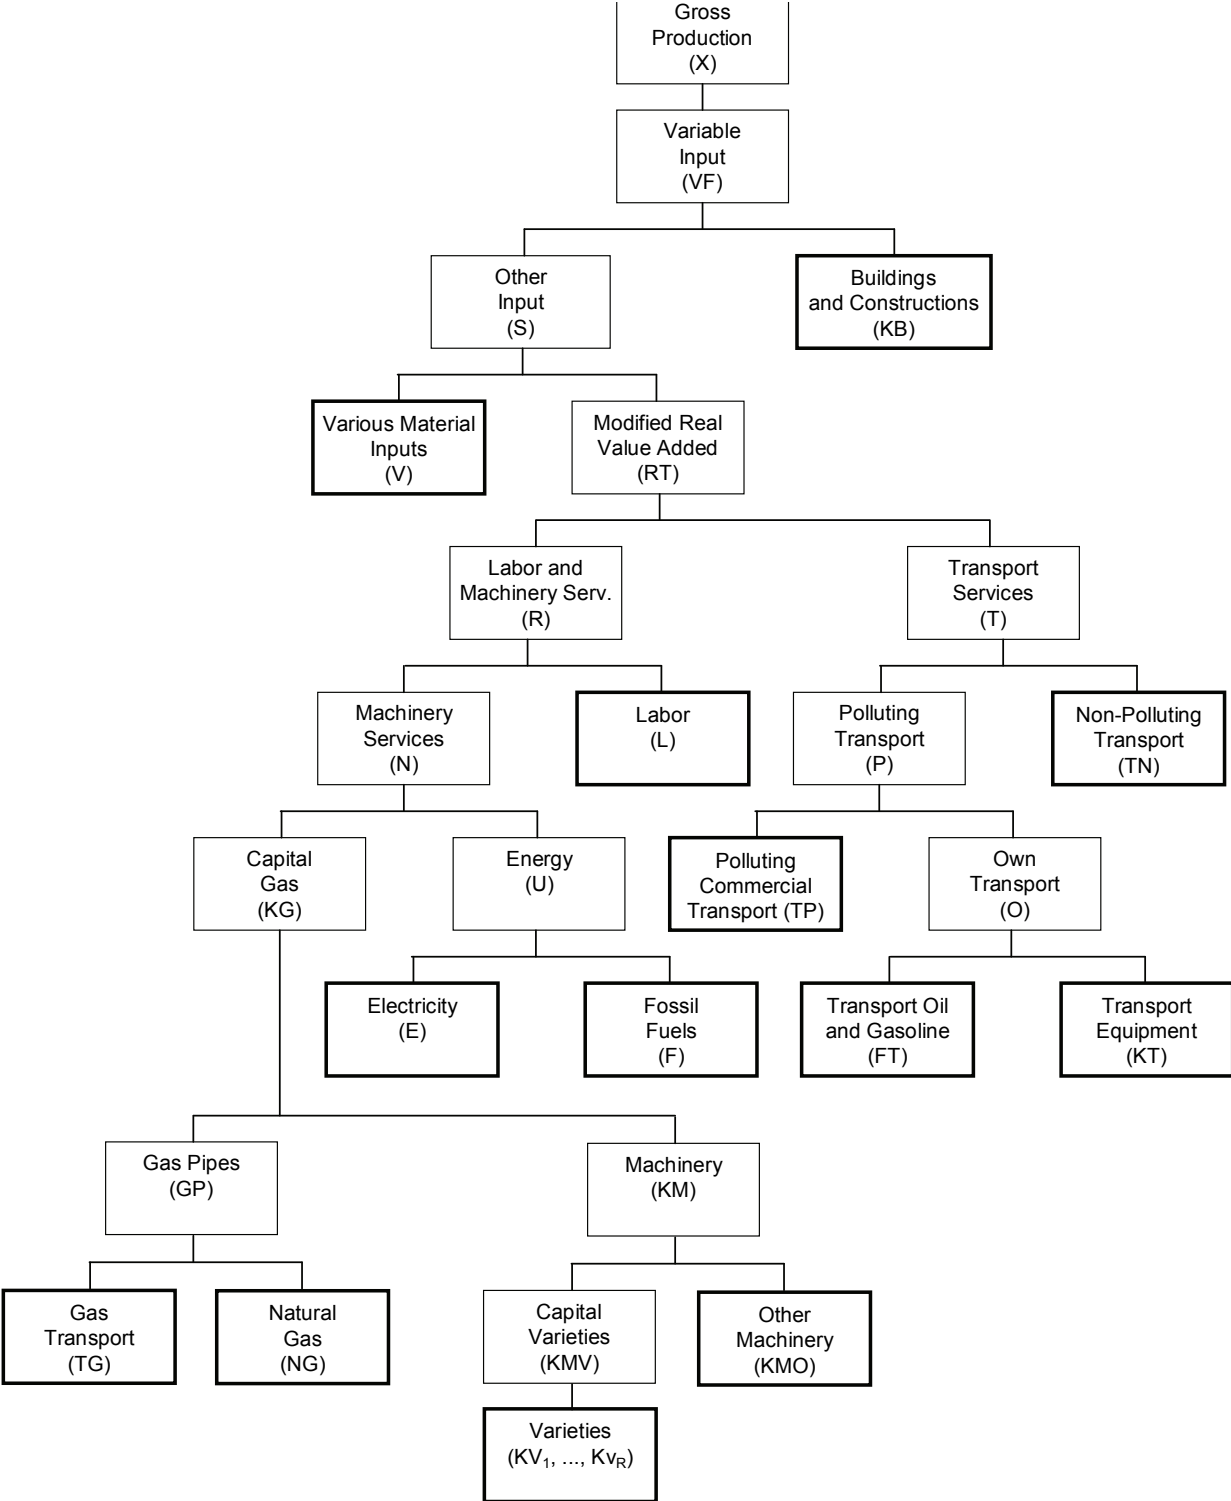 Gross
Production
(X)
Variable
Input
(VF)
Other
Input
(S)
Buildings
and Constructions
(KB)
Various Material
Inputs
(V)
Modified Real
Value Added
(RT)
Labor and
Machinery Serv.
(R)
Transport
Services
(T)
Machinery
Services
(N)
Labor
(L)
Polluting
Transport
(P)
Non-Polluting
Transport
(TN)
Capital
Gas
(KG)
Energy
(U)
Polluting
Commercial
Transport (TP)
Own
Transport
(O)
Electricity
(E)
Fossil
Fuels
(F)
Transport Oil
and Gasoline
(FT)
Transport
Equipment
(KT)
Gas Pipes
(GP)
Machinery
(KM)
Gas
Transport
(TG)
Natural
Gas
(NG)
Capital
Varieties
(KMV)
Other
Machinery
(KMO)
Varieties
(KV₁, ..., Kv_R)